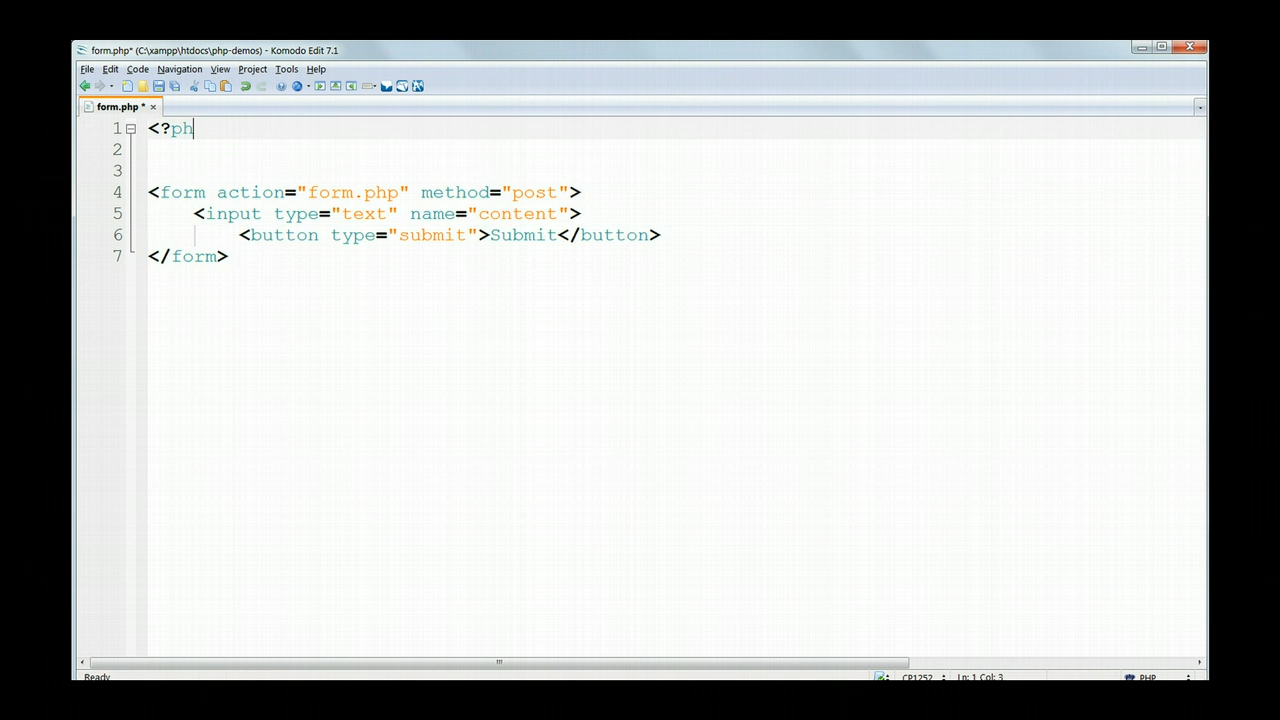 form.php* (C:\xampp\htdocs\php-demos) - Komodo Edit 7.1
File Edit Code Navigation View Project Tools Help
form.php *
1 <?ph
2
3
4 <form action="form.php" method="post">
5 <input type="text" name="content">
6 <button type="submit">Submit</button>
7 </form>
Ready CP1252 Ln: 1 Col: 3 PHP